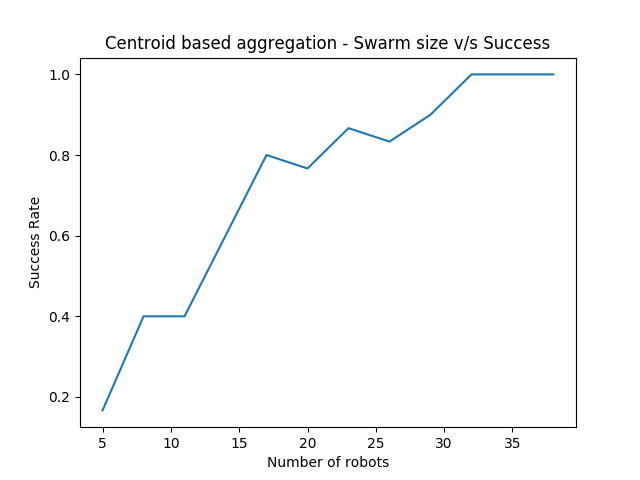 Centroid based aggregation - Swarm size v/s Success
1.0
0.8
0.6
0.4
0.2
Success Rate
5 10 15 20 25 30 35
Number of robots